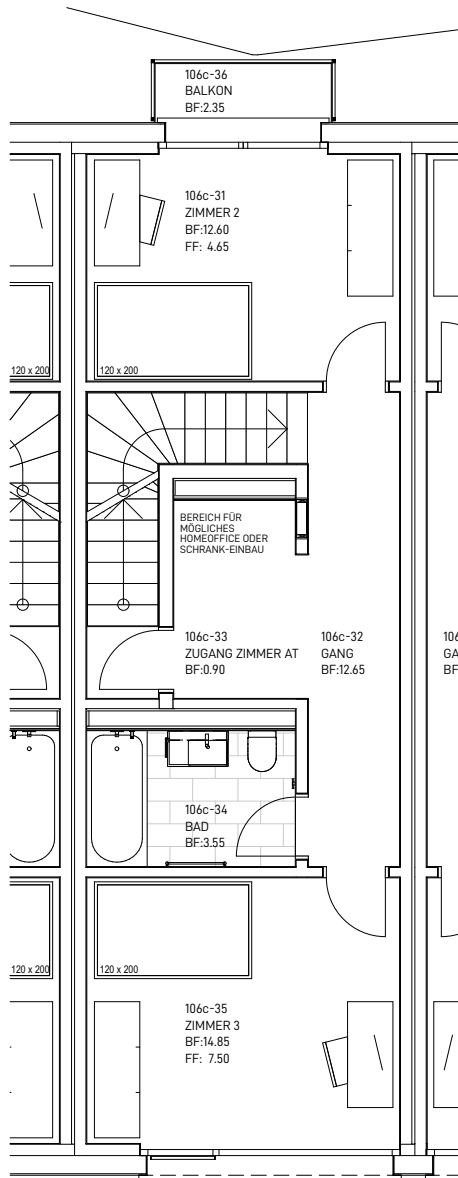 106c-36
BALKON
BF:2.35
106c-31
ZIMMER 2
BF:12.60
FF: 4.65
120 x 200
120 x 200
BEREICH FÜR
MÖGLICHES
HOMEOFFICE ODER
SCHRANK-EINBAU
106c-33
ZUGANG ZIMMER AT
BF:0.90
106c-32
GANG
BF:12.65
106
GA
BF
106c-34
BAD
BF:3.55
120 x 200
120 x 200
106c-35
ZIMMER 3
BF:14.85
FF: 7.50